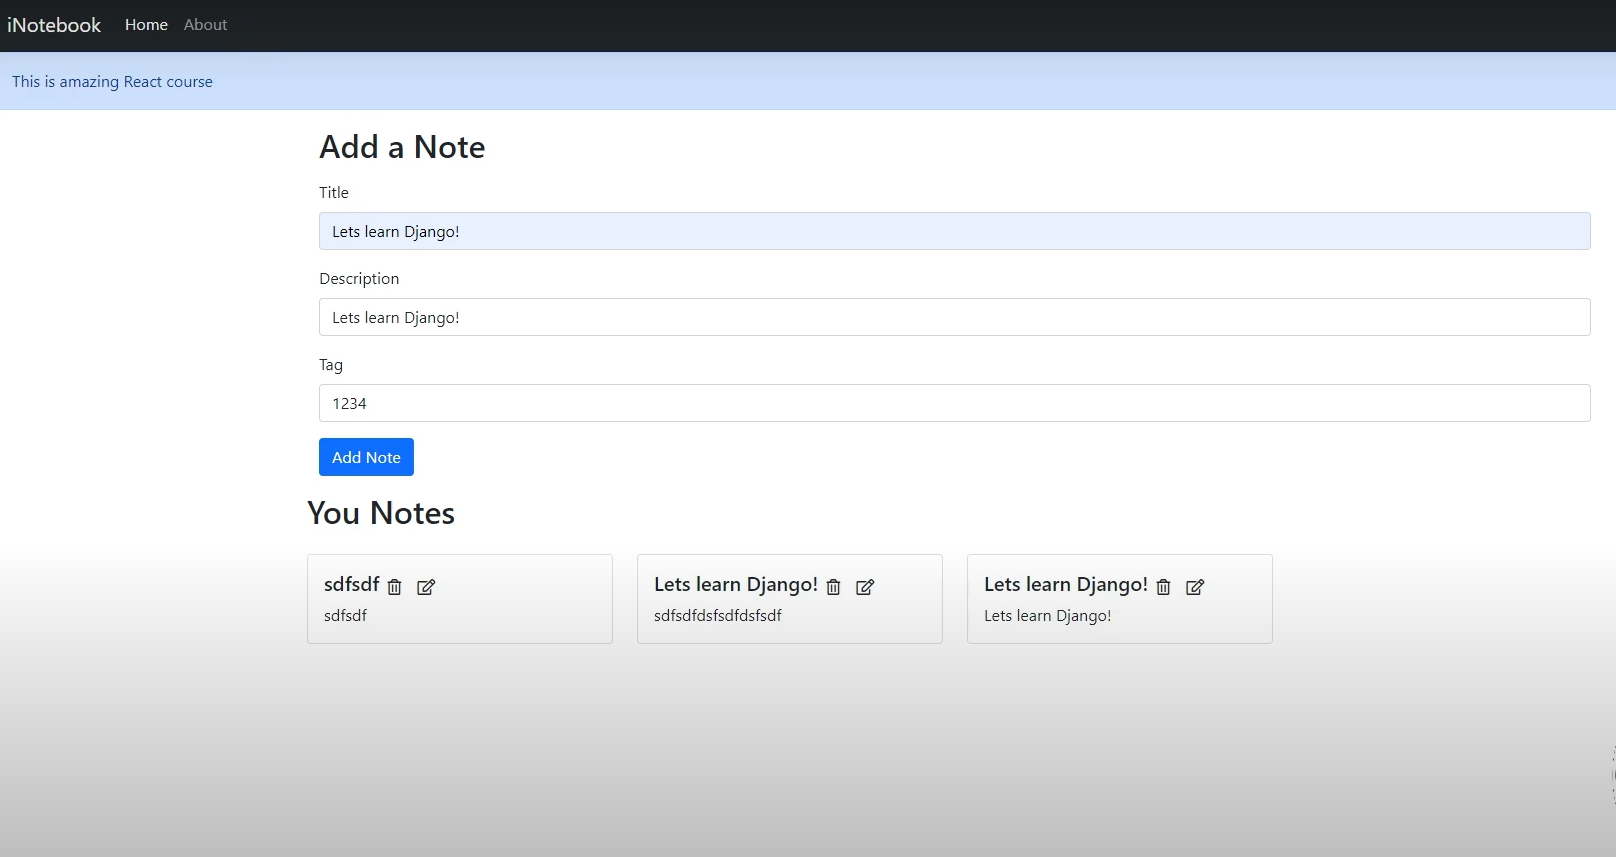 iNotebook Home About
This is amazing React course
Add a Note
Title
Lets learn Django!
Description
Lets learn Django!
Tag
1234
Add Note
You Notes
sdfsdf
sdfsdf
Lets learn Django!
sdfsdfdsfsdfdsfsdf
Lets learn Django!
Lets learn Django!